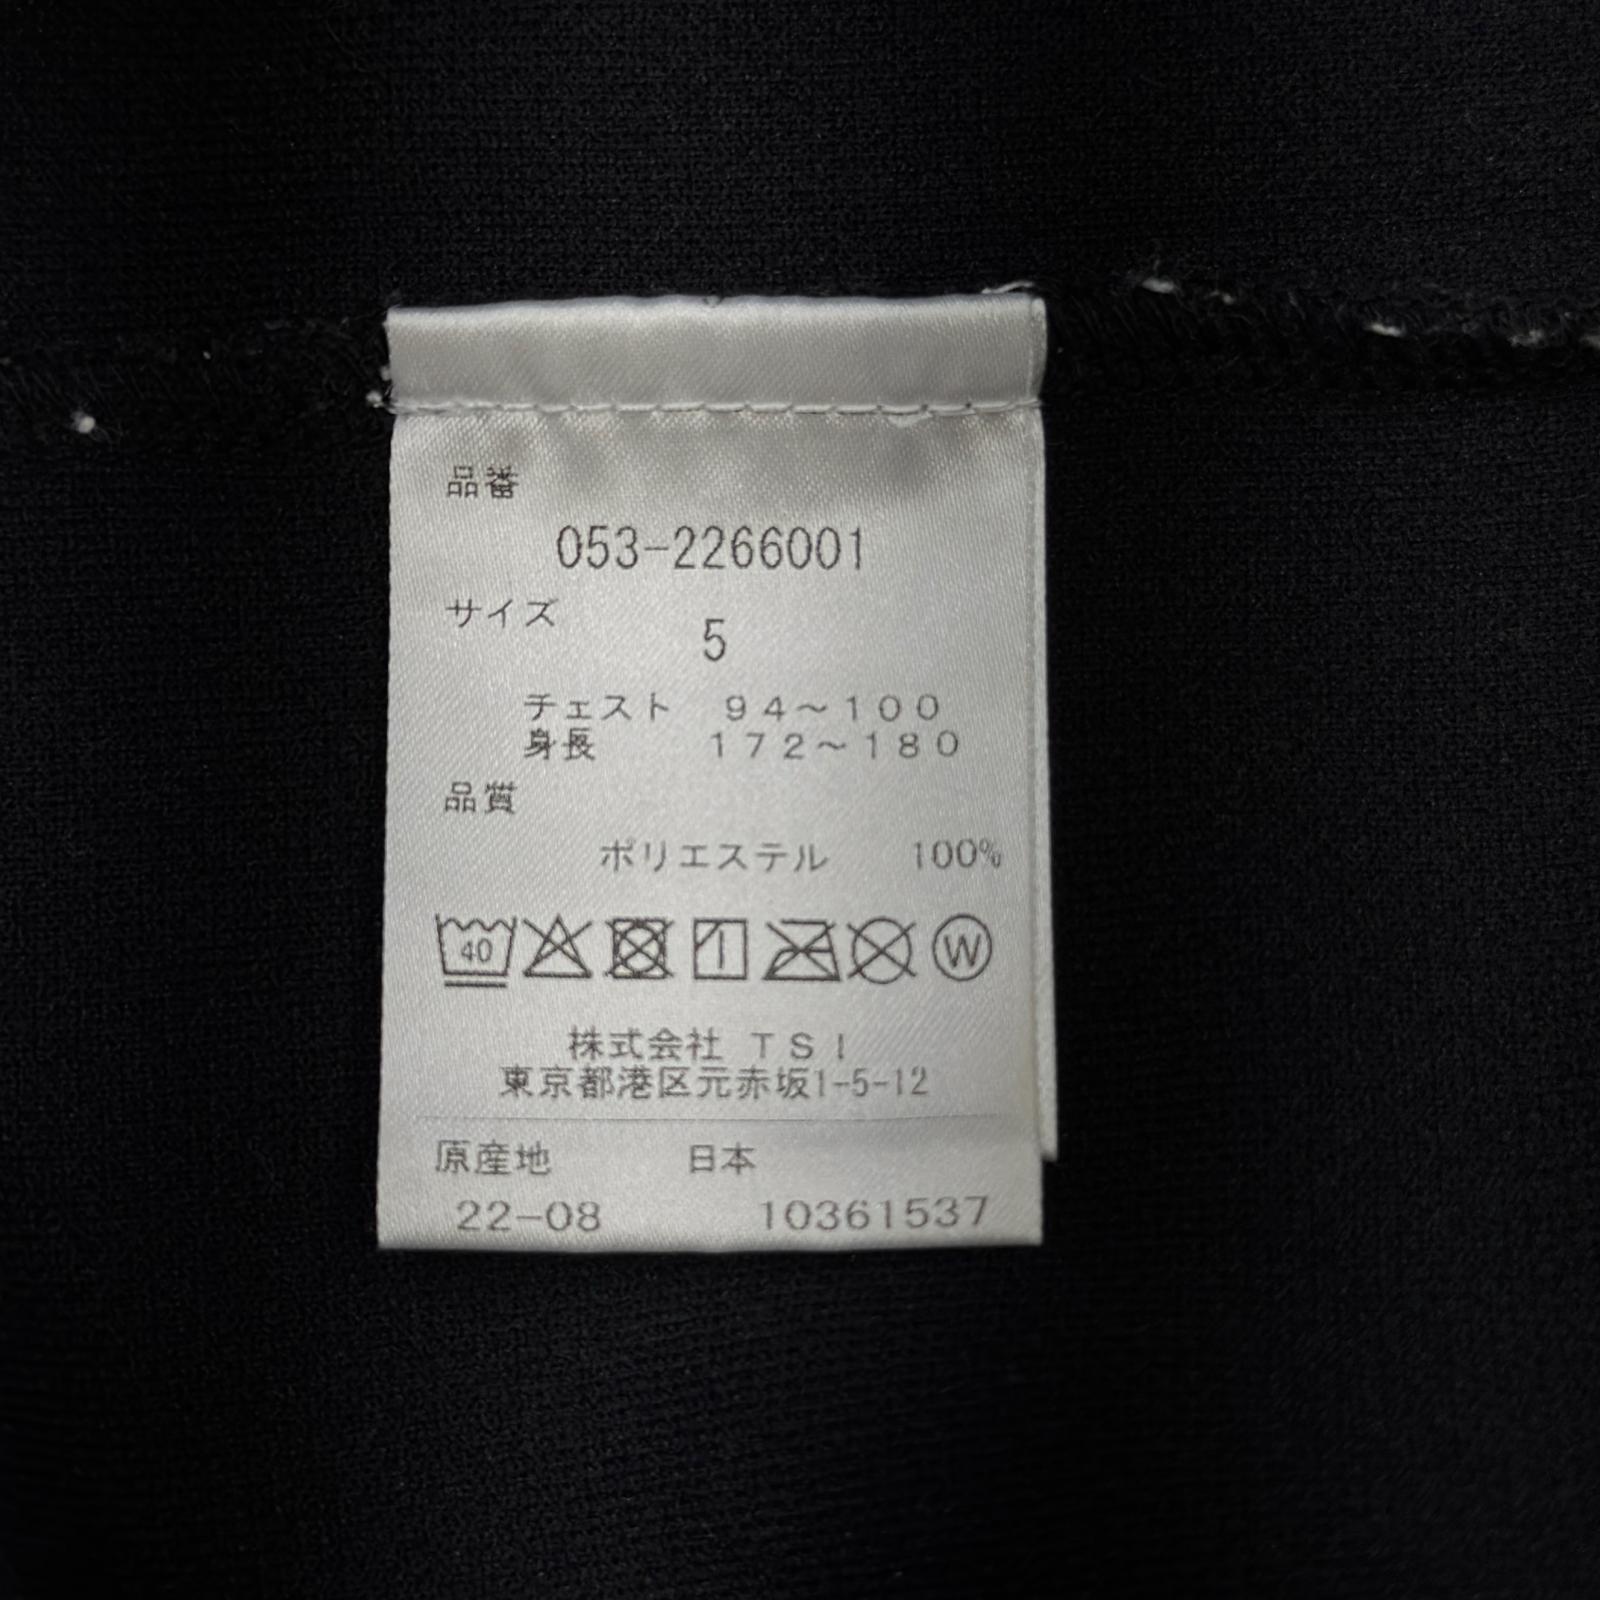 品番
053-2266001
サイズ
5
チェスト 94～100
身長 172～180
品質
ポリエステル 100%
40
W
株式会社 TSI
東京都港区元赤坂1-5-12
原産地 日本
22-08 10361537